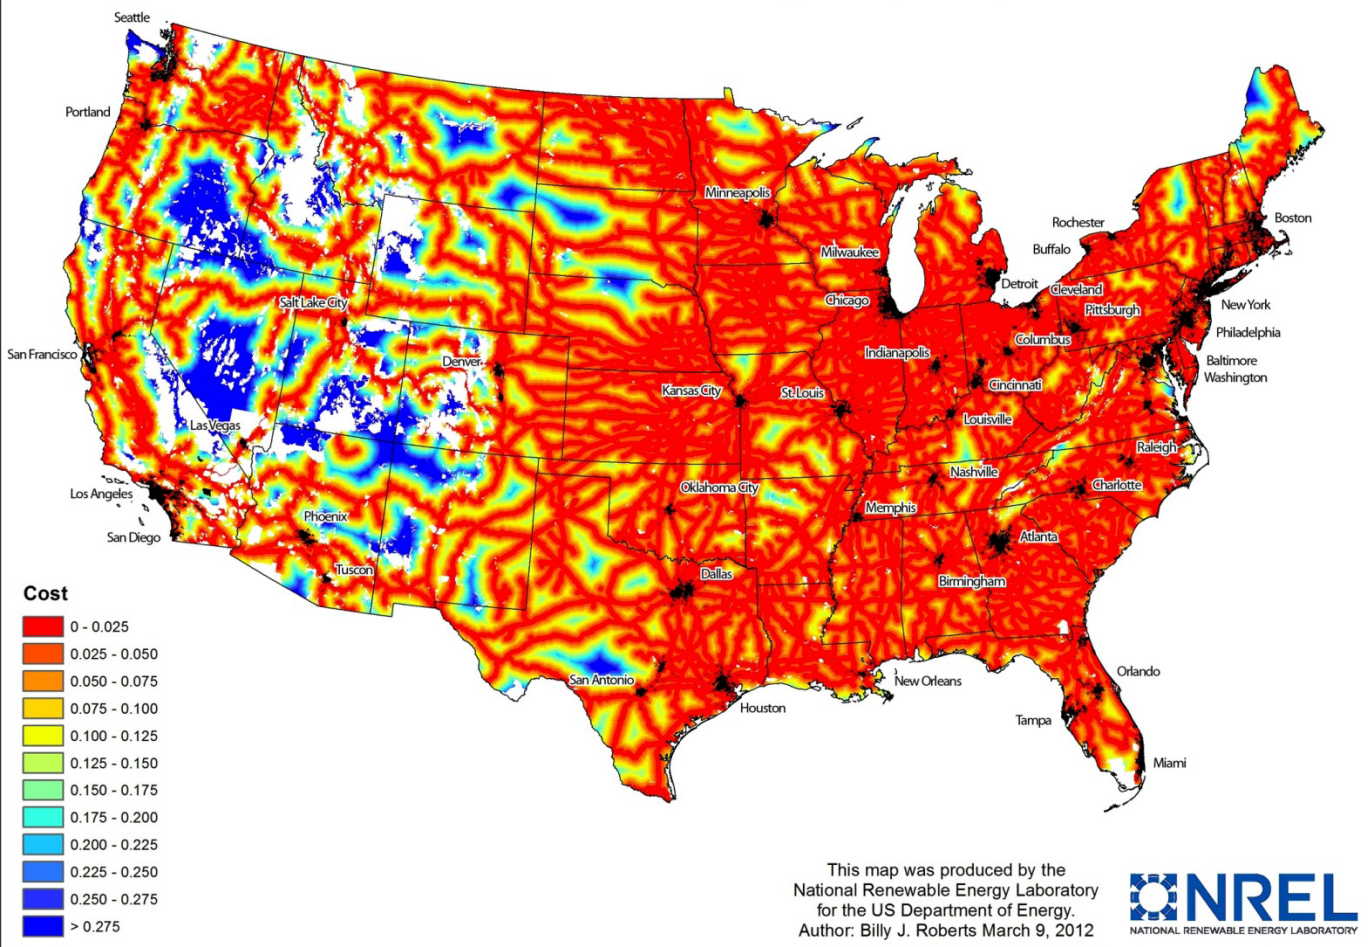 Seattle
Portland
Minneapolis
Rochester
Boston
Buffalo
Milwaukee
Detroit
Cleveland
Salt Lake City
Chicago
New York
Pittsburgh
Philadelphia
Columbus
San Francisco
Indianapolis
Baltimore
Denver
Washington
Kansas City
St. Louis
Cincinnati
Louisville
Las Vegas
Raleigh
Nashville
Los Angeles
Oklahoma City
Charlotte
Memphis
Phoenix
San Diego
Atlanta
Tuscon
Dallas
Birmingham
San Antonio
Orlando
New Orleans
Houston
Tampa
Miami
Cost
0 - 0.025
0.025 - 0.050
0.050 - 0.075
0.075 - 0.100
0.100 - 0.125
0.125 - 0.150
0.150 - 0.175
0.175 - 0.200
0.200 - 0.225
0.225 - 0.250
0.250 - 0.275
> 0.275
This map was produced by the
National Renewable Energy Laboratory
for the US Department of Energy.
Author: Billy J. Roberts March 9, 2012
NREL
NATIONAL RENEWABLE ENERGY LABORATORY